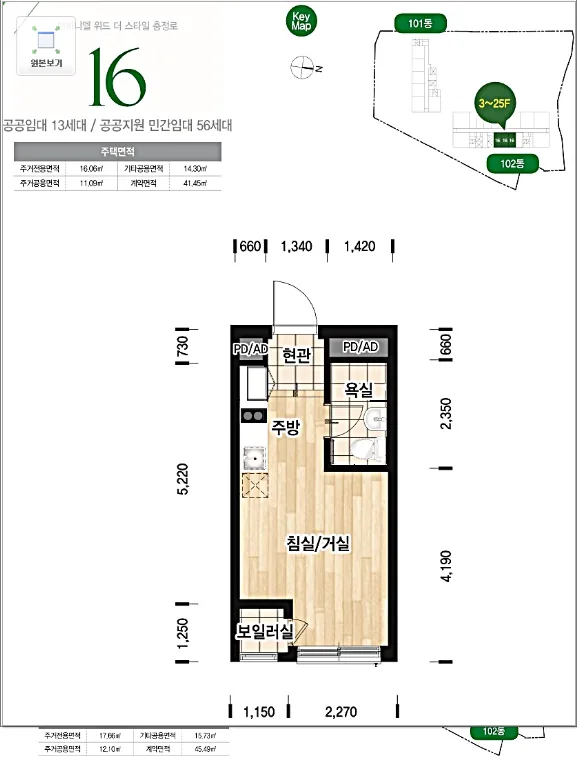 Key
Map
101동
니엘 위드 더 스타일 충정로
원본보기
N
16
3~25F
공공임대 13세대 / 공공지원 민간임대 56세대
16 16 16
102동
주택면적
주거전용면적 16.06㎡ 기타공용면적 14.30㎡
주거공용면적 11.09㎡ 계약면적 41.45㎡
660 1,340 1,420
730
PD/AD
현관
PD/AD
660
욕실
2,350
주방
5,220
침실/거실
4,190
보일러실
1,250
1,150 2,270
주거전용면적 17.66㎡ 기타공용면적 15.73㎡
주거공용면적 12.10㎡ 계약면적 45.49㎡
102동